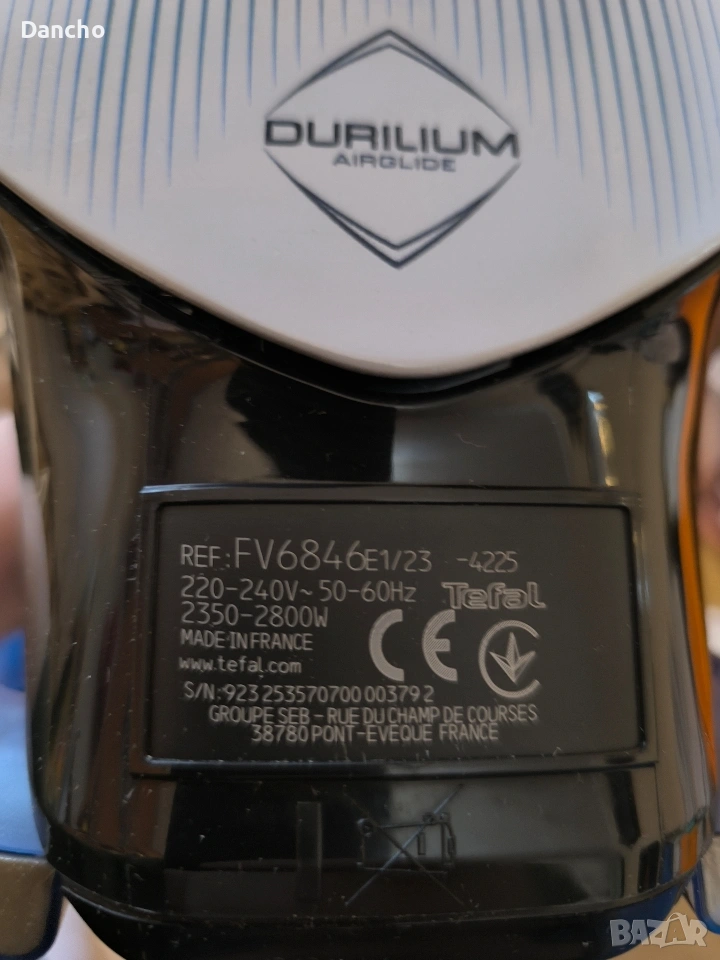 Dancho
DURILIUM
AIRGLIDE
REF: FV6846E1/23 -4225
220-240V~ 50-60Hz Tefal
2350-2800W
MADE IN FRANCE
www.tefal.com
CE
S/N: 923 253570700 00379 2
GROUPE SEB - RUE DU CHAMP DE COURSES
38780 PONT-EVEQUE FRANCE
BAZAR